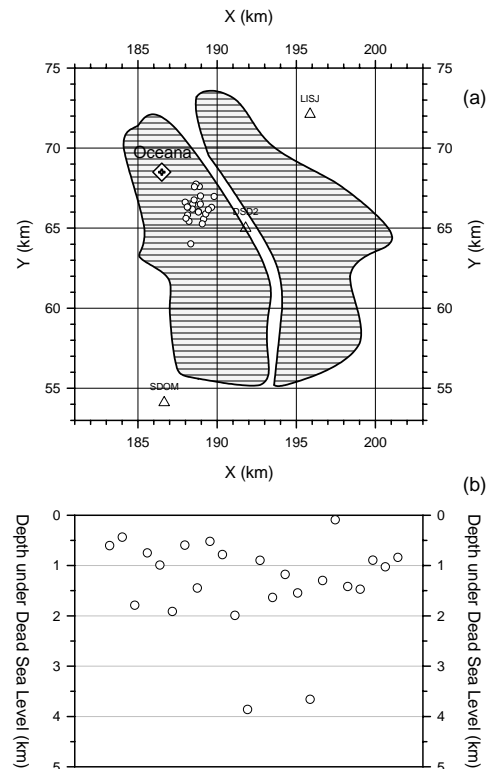 X (km)
185 190 195 200
75 75
(a)
LISJ
70 70
Oceana
DSD2
65 65
Y (km) Y (km)
60 60
55 55
SDOM
185 190 195 200
X (km)
(b)
0 0
1 1
2 2
3 3
4 4
5 5
Depth under Dead Sea Level (km)
Depth under Dead Sea Level (km)